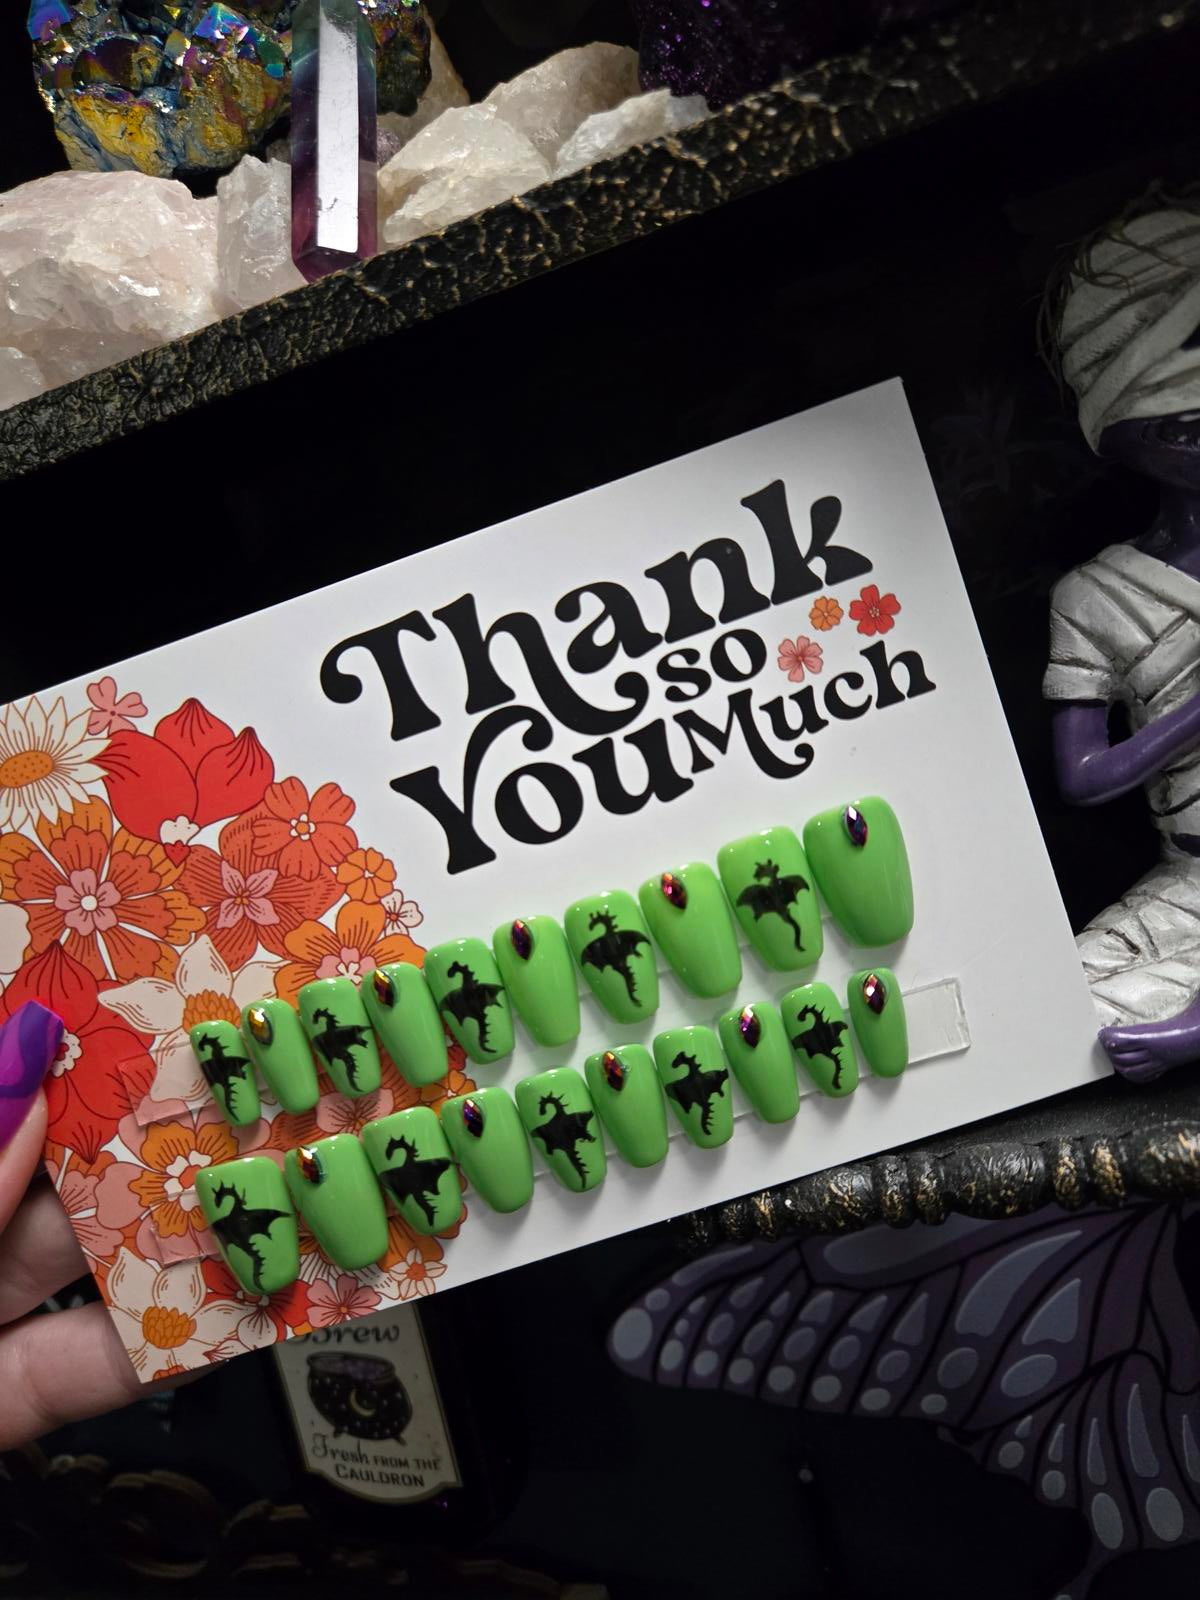 Thank
so
You Much
Brew
Fresh FROM THE
CAULDRON